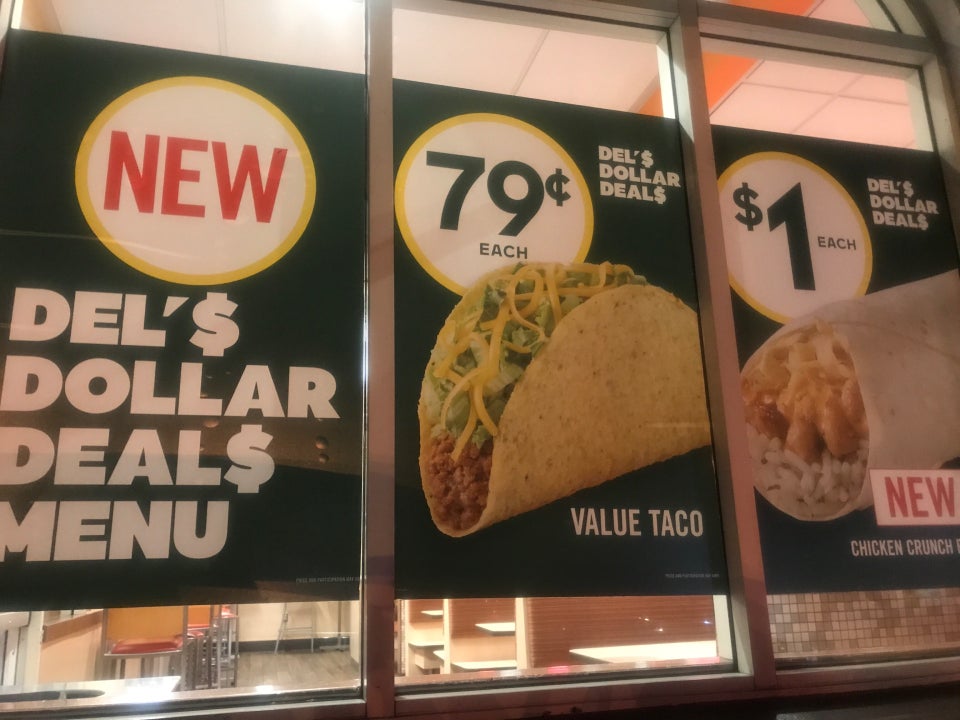 NEW
DEL'$
DOLLAR
DEAL$
MENU
79¢
EACH
DEL'$
DOLLAR
DEAL$
VALUE TACO
$1 EACH
DEL'$
DOLLAR
DEAL$
NEW
CHICKEN CRUNCH